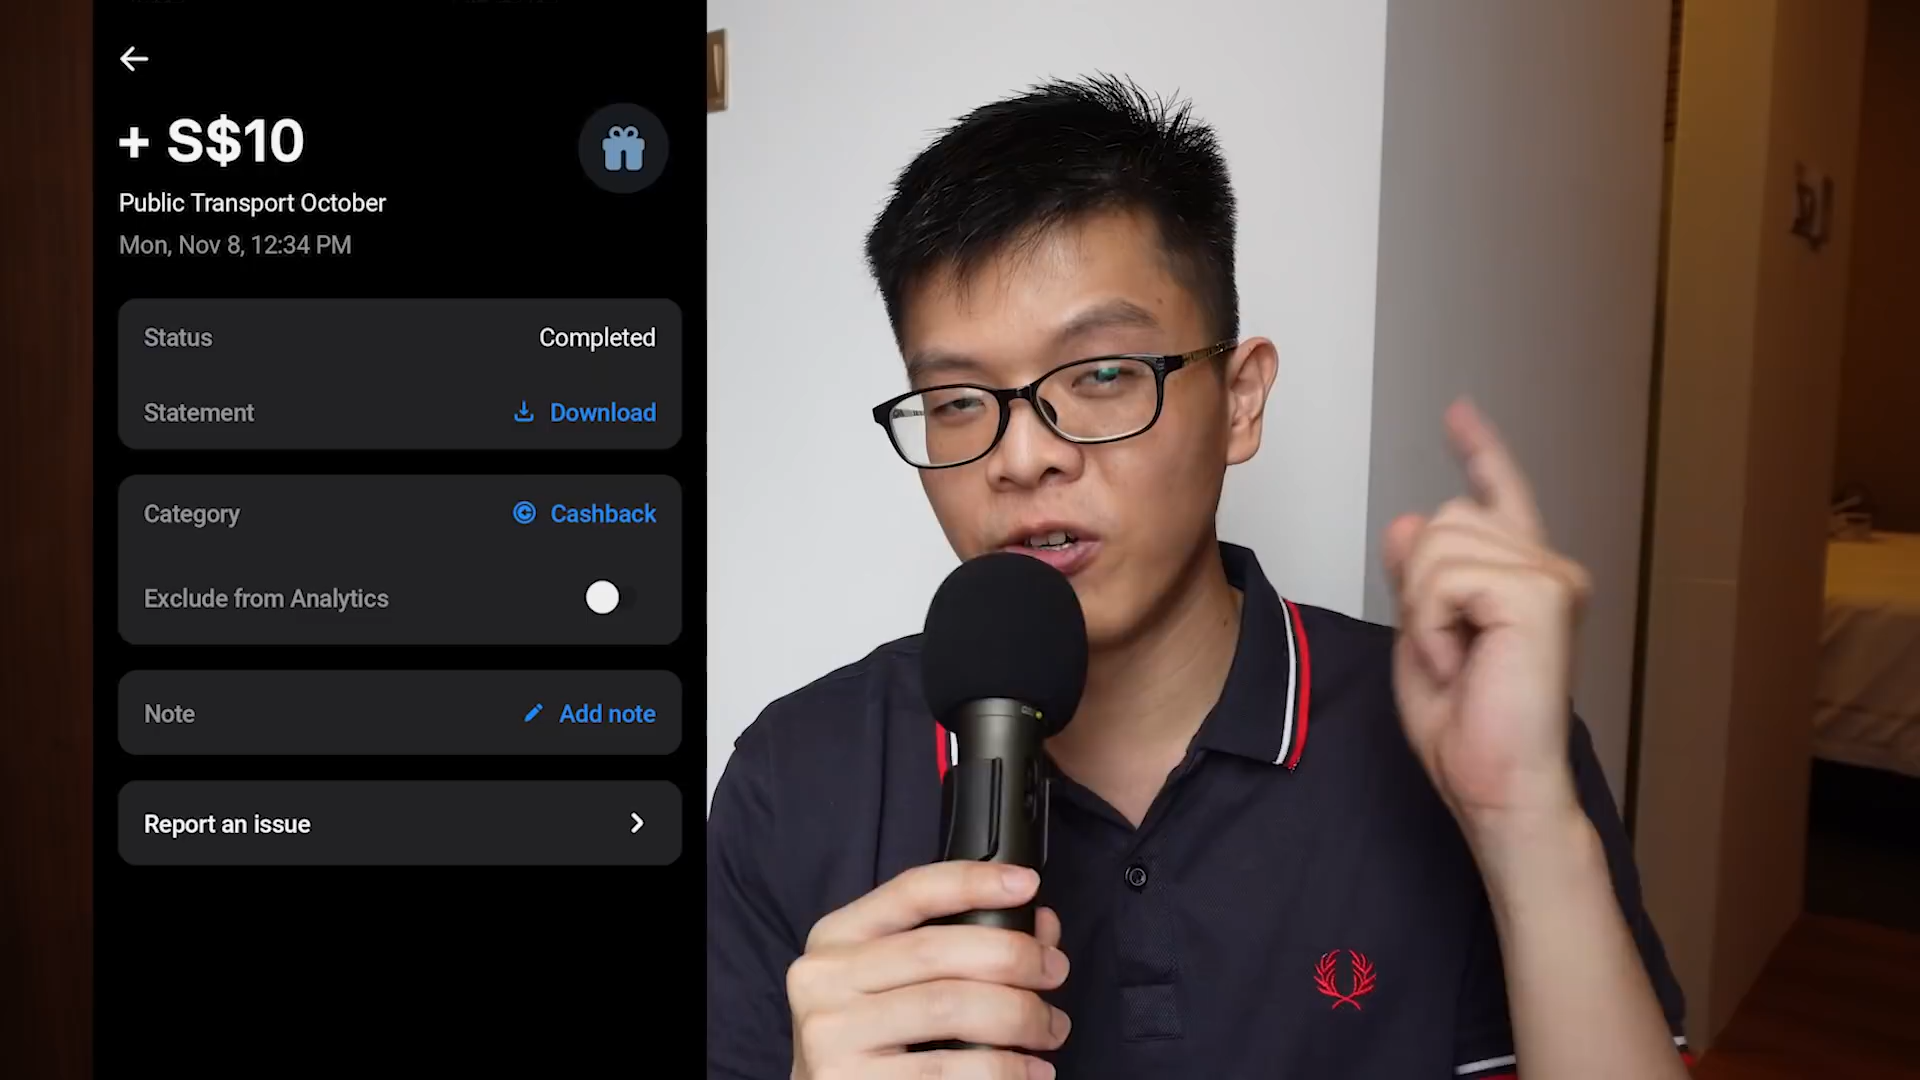 + S$10
Public Transport October
Mon, Nov 8, 12:34 PM
Status Completed
Statement Download
Category Cashback
Exclude from Analytics
Note Add note
Report an issue